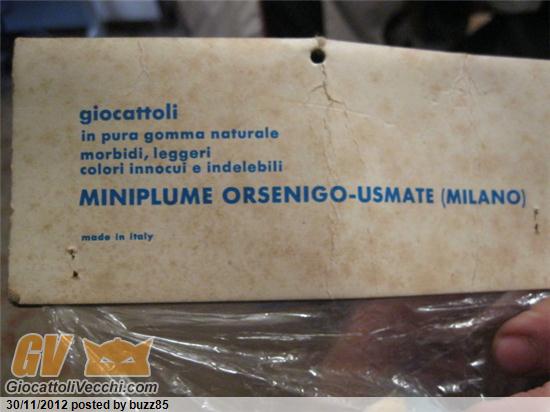 giocattoli
in pura gomma naturale
morbidi, leggeri
colori innocui e indelebili
MINIPLUME ORSENIGO-USMATE (MILANO)
made in italy
GV
GiocattoliVecchi.com®
30/11/2012 posted by buzz85